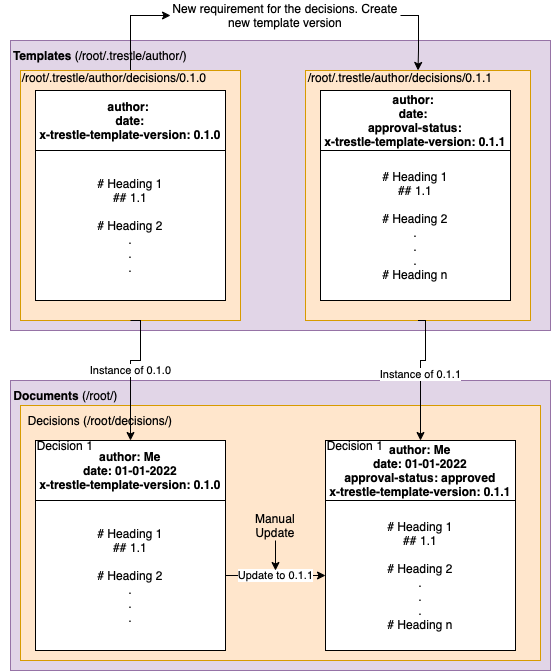 New requirement for the decisions. Create
new template version
Templates (/root/.trestle/author/)
/root/.trestle/author/decisions/0.1.0
author:
date:
x-trestle-template-version: 0.1.0
# Heading 1
## 1.1
# Heading 2
.
.
.
/root/.trestle/author/decisions/0.1.1
author:
date:
approval-status:
x-trestle-template-version: 0.1.1
# Heading 1
## 1.1
# Heading 2
.
.
.
# Heading n
Instance of 0.1.0
Instance of 0.1.1
Documents (/root/)
Decisions (/root/decisions/)
Decision 1
author: Me
date: 01-01-2022
x-trestle-template-version: 0.1.0
# Heading 1
## 1.1
# Heading 2
.
.
.
Manual
Update
Update to 0.1.1
Decision 1
author: Me
date: 01-01-2022
approval-status: approved
x-trestle-template-version: 0.1.1
# Heading 1
## 1.1
# Heading 2
.
.
.
# Heading n